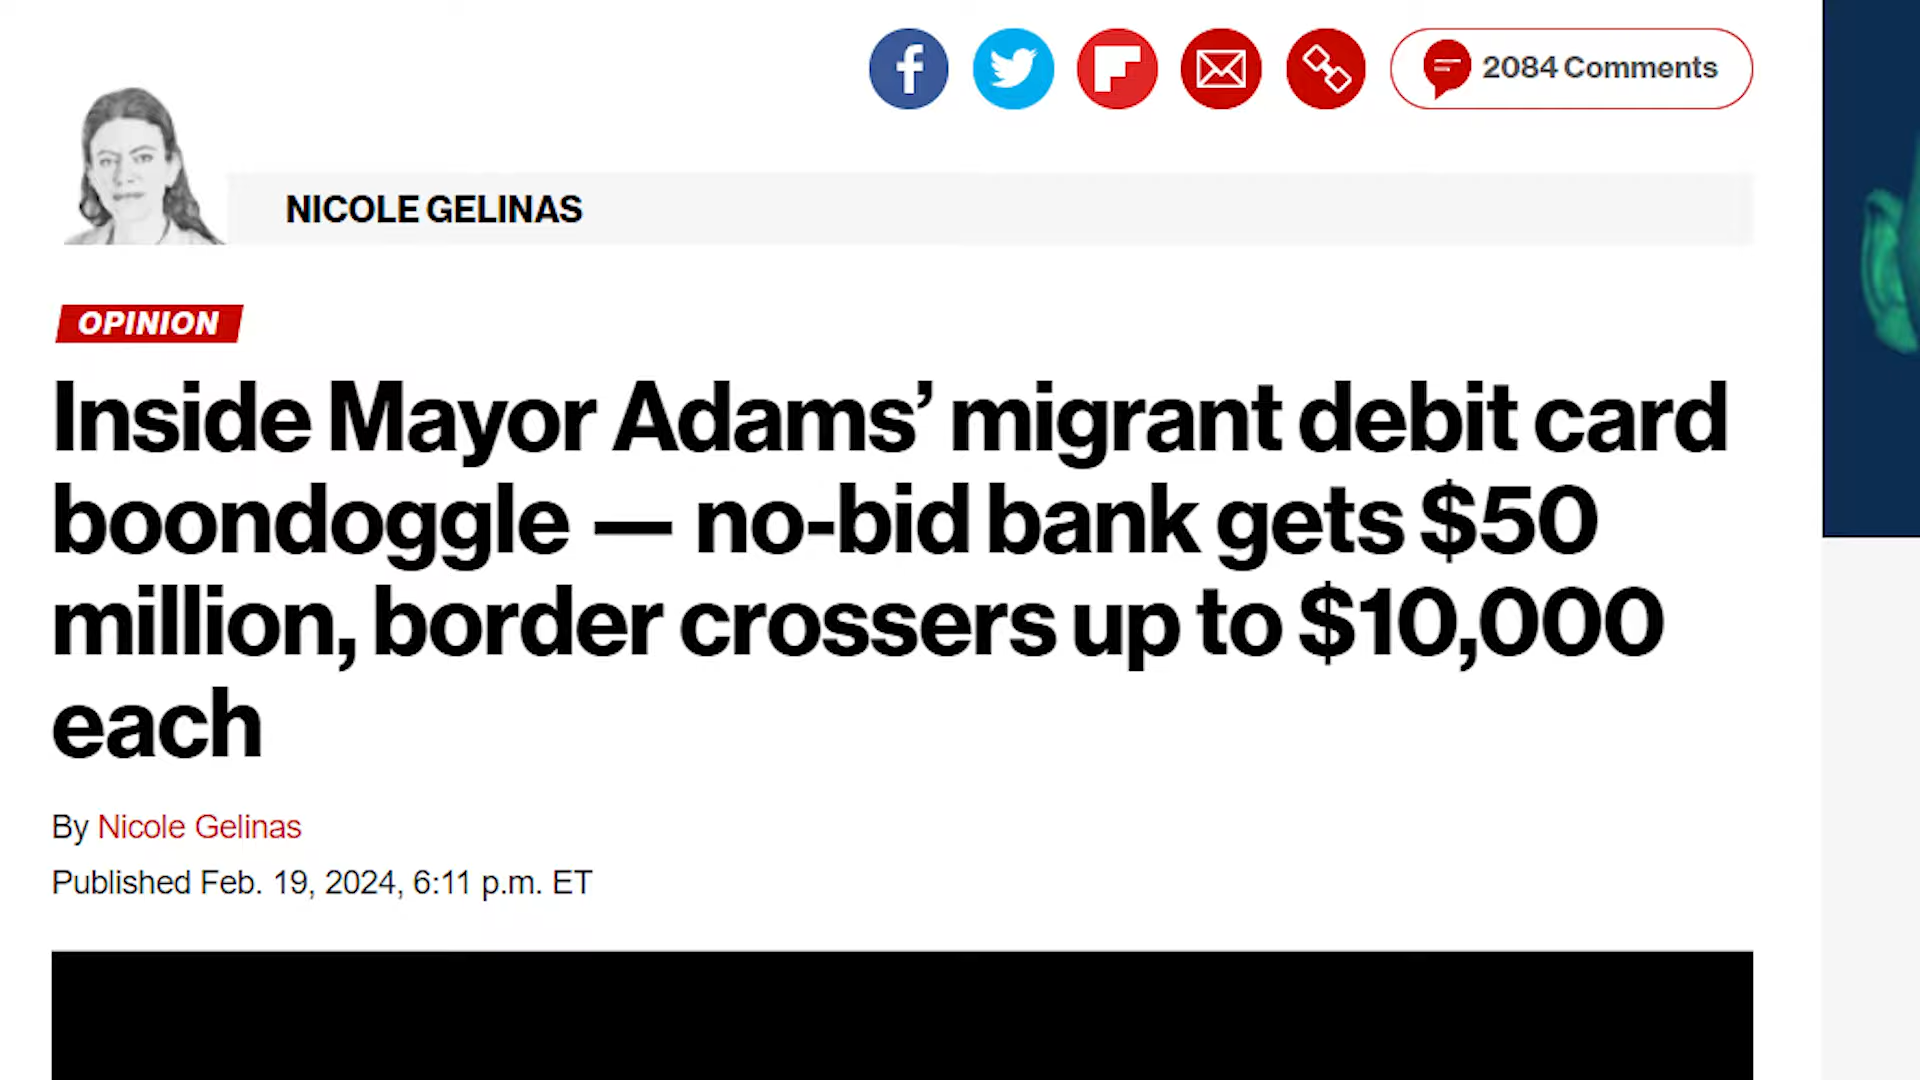 2084 Comments
NICOLE GELINAS
OPINION
Inside Mayor Adams’ migrant debit card
boondoggle — no-bid bank gets $50
million, border crossers up to $10,000
each
By Nicole Gelinas
Published Feb. 19, 2024, 6:11 p.m. ET